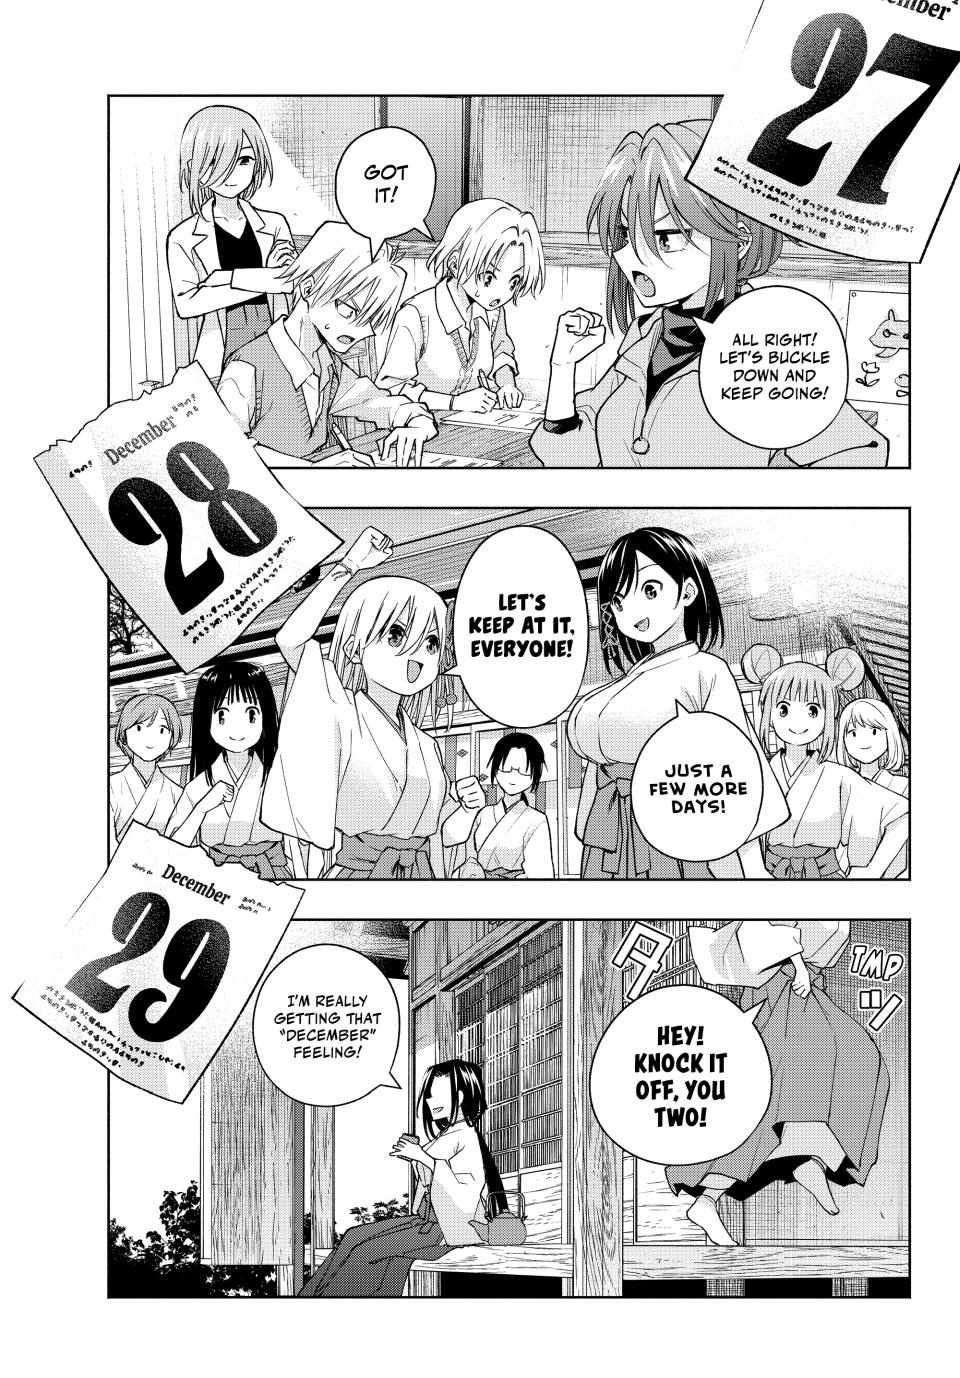 December
27
GOT
IT!
ALL RIGHT!
LET'S BUCKLE
DOWN AND
KEEP GOING!
December
28
LET'S
KEEP AT IT,
EVERYONE!
JUST A
FEW MORE
DAYS!
December
29
I'M REALLY
GETTING THAT
"DECEMBER"
FEELING!
HEY!
KNOCK IT
OFF, YOU
TWO!
TMP